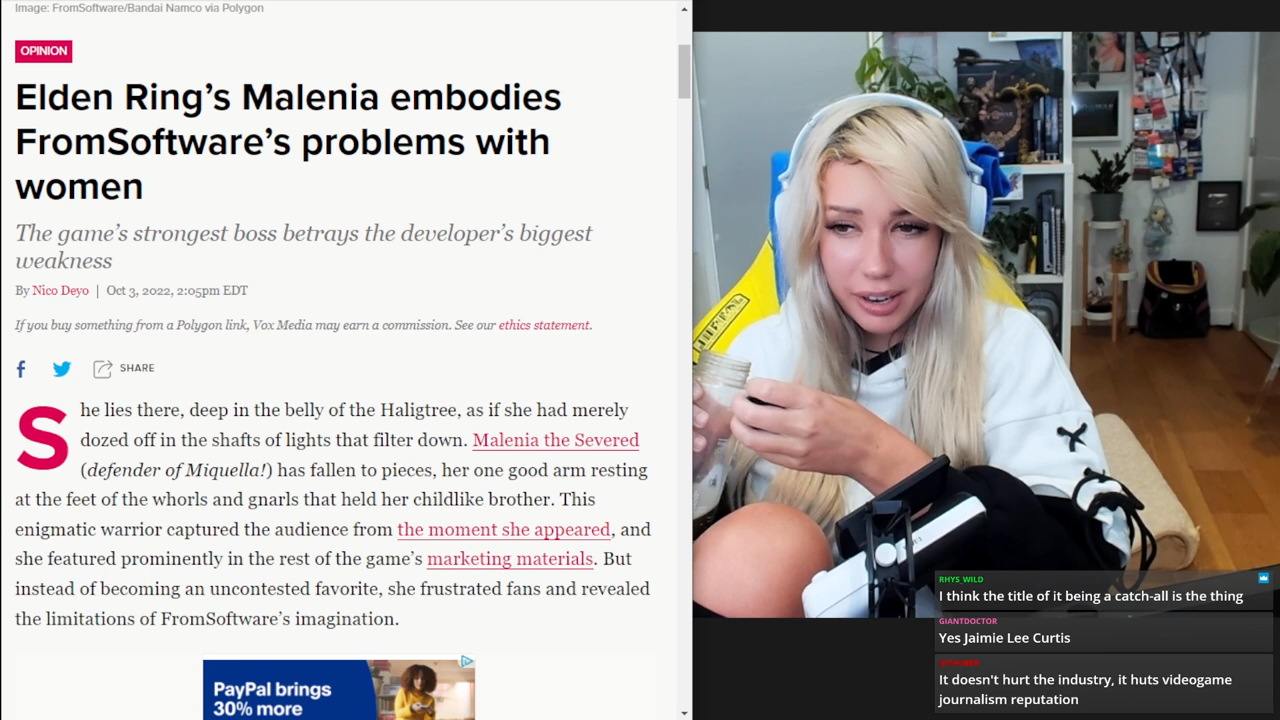 Image: FromSoftware/Bandai Namco via Polygon
OPINION
Elden Ring’s Malenia embodies
FromSoftware’s problems with
women
The game’s strongest boss betrays the developer’s biggest
weakness
By Nico Deyo | Oct 3, 2022, 2:05pm EDT
If you buy something from a Polygon link, Vox Media may earn a commission. See our ethics statement.
SHARE
She lies there, deep in the belly of the Haligtree, as if she had merely
dozed off in the shafts of lights that filter down. Malenia the Severed
(defender of Miquella!) has fallen to pieces, her one good arm resting
at the feet of the whorls and gnarls that held her childlike brother. This
enigmatic warrior captured the audience from the moment she appeared, and
she featured prominently in the rest of the game’s marketing materials. But
instead of becoming an uncontested favorite, she frustrated fans and revealed
the limitations of FromSoftware’s imagination.
PayPal brings
30% more
RHYS_WILD
I think the title of it being a catch-all is the thing
GIANTDOCTOR
Yes Jaimie Lee Curtis
It doesn't hurt the industry, it huts videogame
journalism reputation